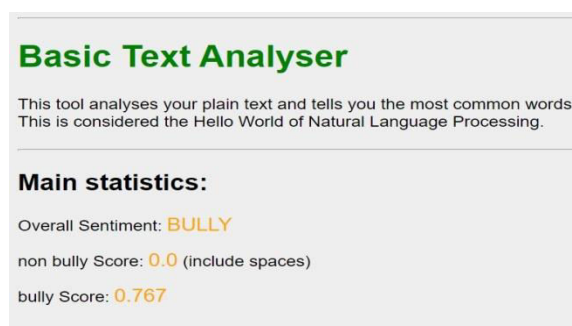 Basic Text Analyser
This tool analyses your plain text and tells you the most common words
This is considered the Hello World of Natural Language Processing.
Main statistics:
Overall Sentiment: BULLY
non bully Score: 0.0 (include spaces)
bully Score: 0.767